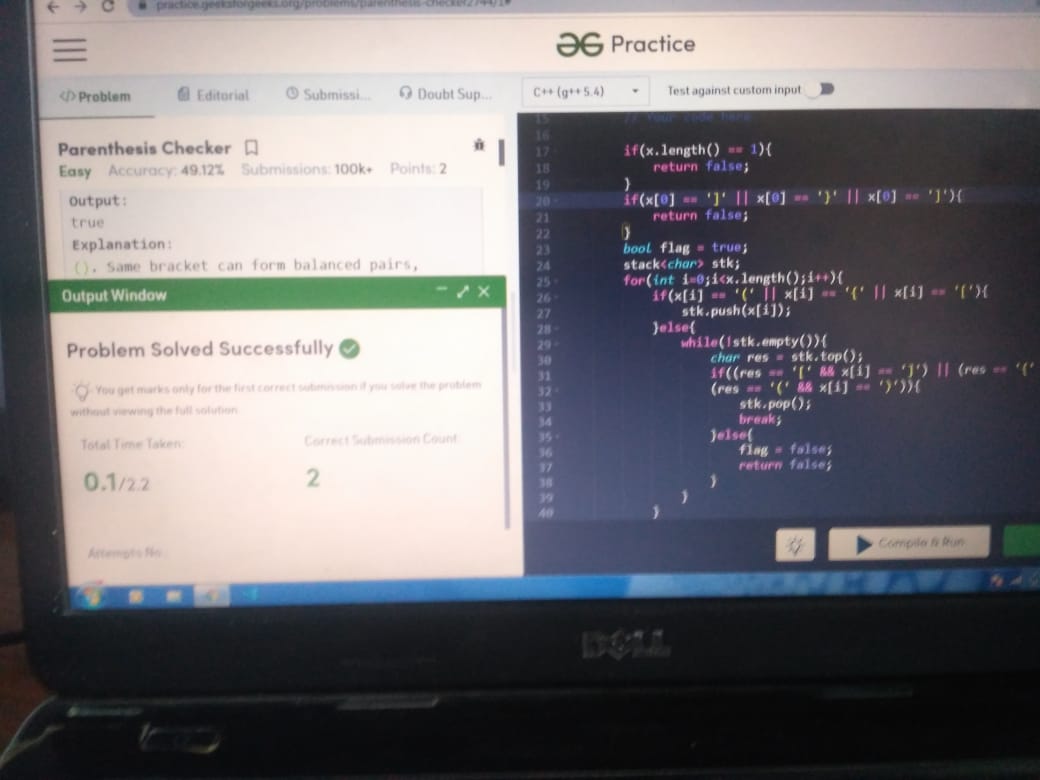 practice.geeksforgeeks.org/problems/parenthesis-checker2744/1#
Practice
</>Problem Editorial Submissi... Doubt Sup...
C++ (g++ 5.4) Test against custom input
Parenthesis Checker
Easy Accuracy: 49.12% Submissions: 100k+ Points: 2
Output:
true
Explanation:
(). Same bracket can form balanced pairs,
Output Window
Problem Solved Successfully
You get marks only for the first correct submission if you solve the problem
without viewing the full solution.
Total Time Taken:
0.1/2.2
Correct Submission Count:
2
Attempts No.
15 // Your code here
16
17 if(x.length() == 1){
18 return false;
19 }
20 if(x[0] == ']' || x[0] == '}' || x[0] == ']'){
21 return false;
22 }
23 bool flag = true;
24 stack<char> stk;
25 for(int i=0;i<x.length();i++){
26 if(x[i] == '(' || x[i] == '{' || x[i] == '['){
27 stk.push(x[i]);
28 }else{
29 while(!stk.empty()){
30 char res = stk.top();
31 if((res == '[' && x[i] == ']') || (res == '{'
32 (res == '(' && x[i] == ')')){
33 stk.pop();
34 break;
35 }else{
36 flag = false;
37 return false;
38 }
39 }
40 }
Compile & Run
DELL